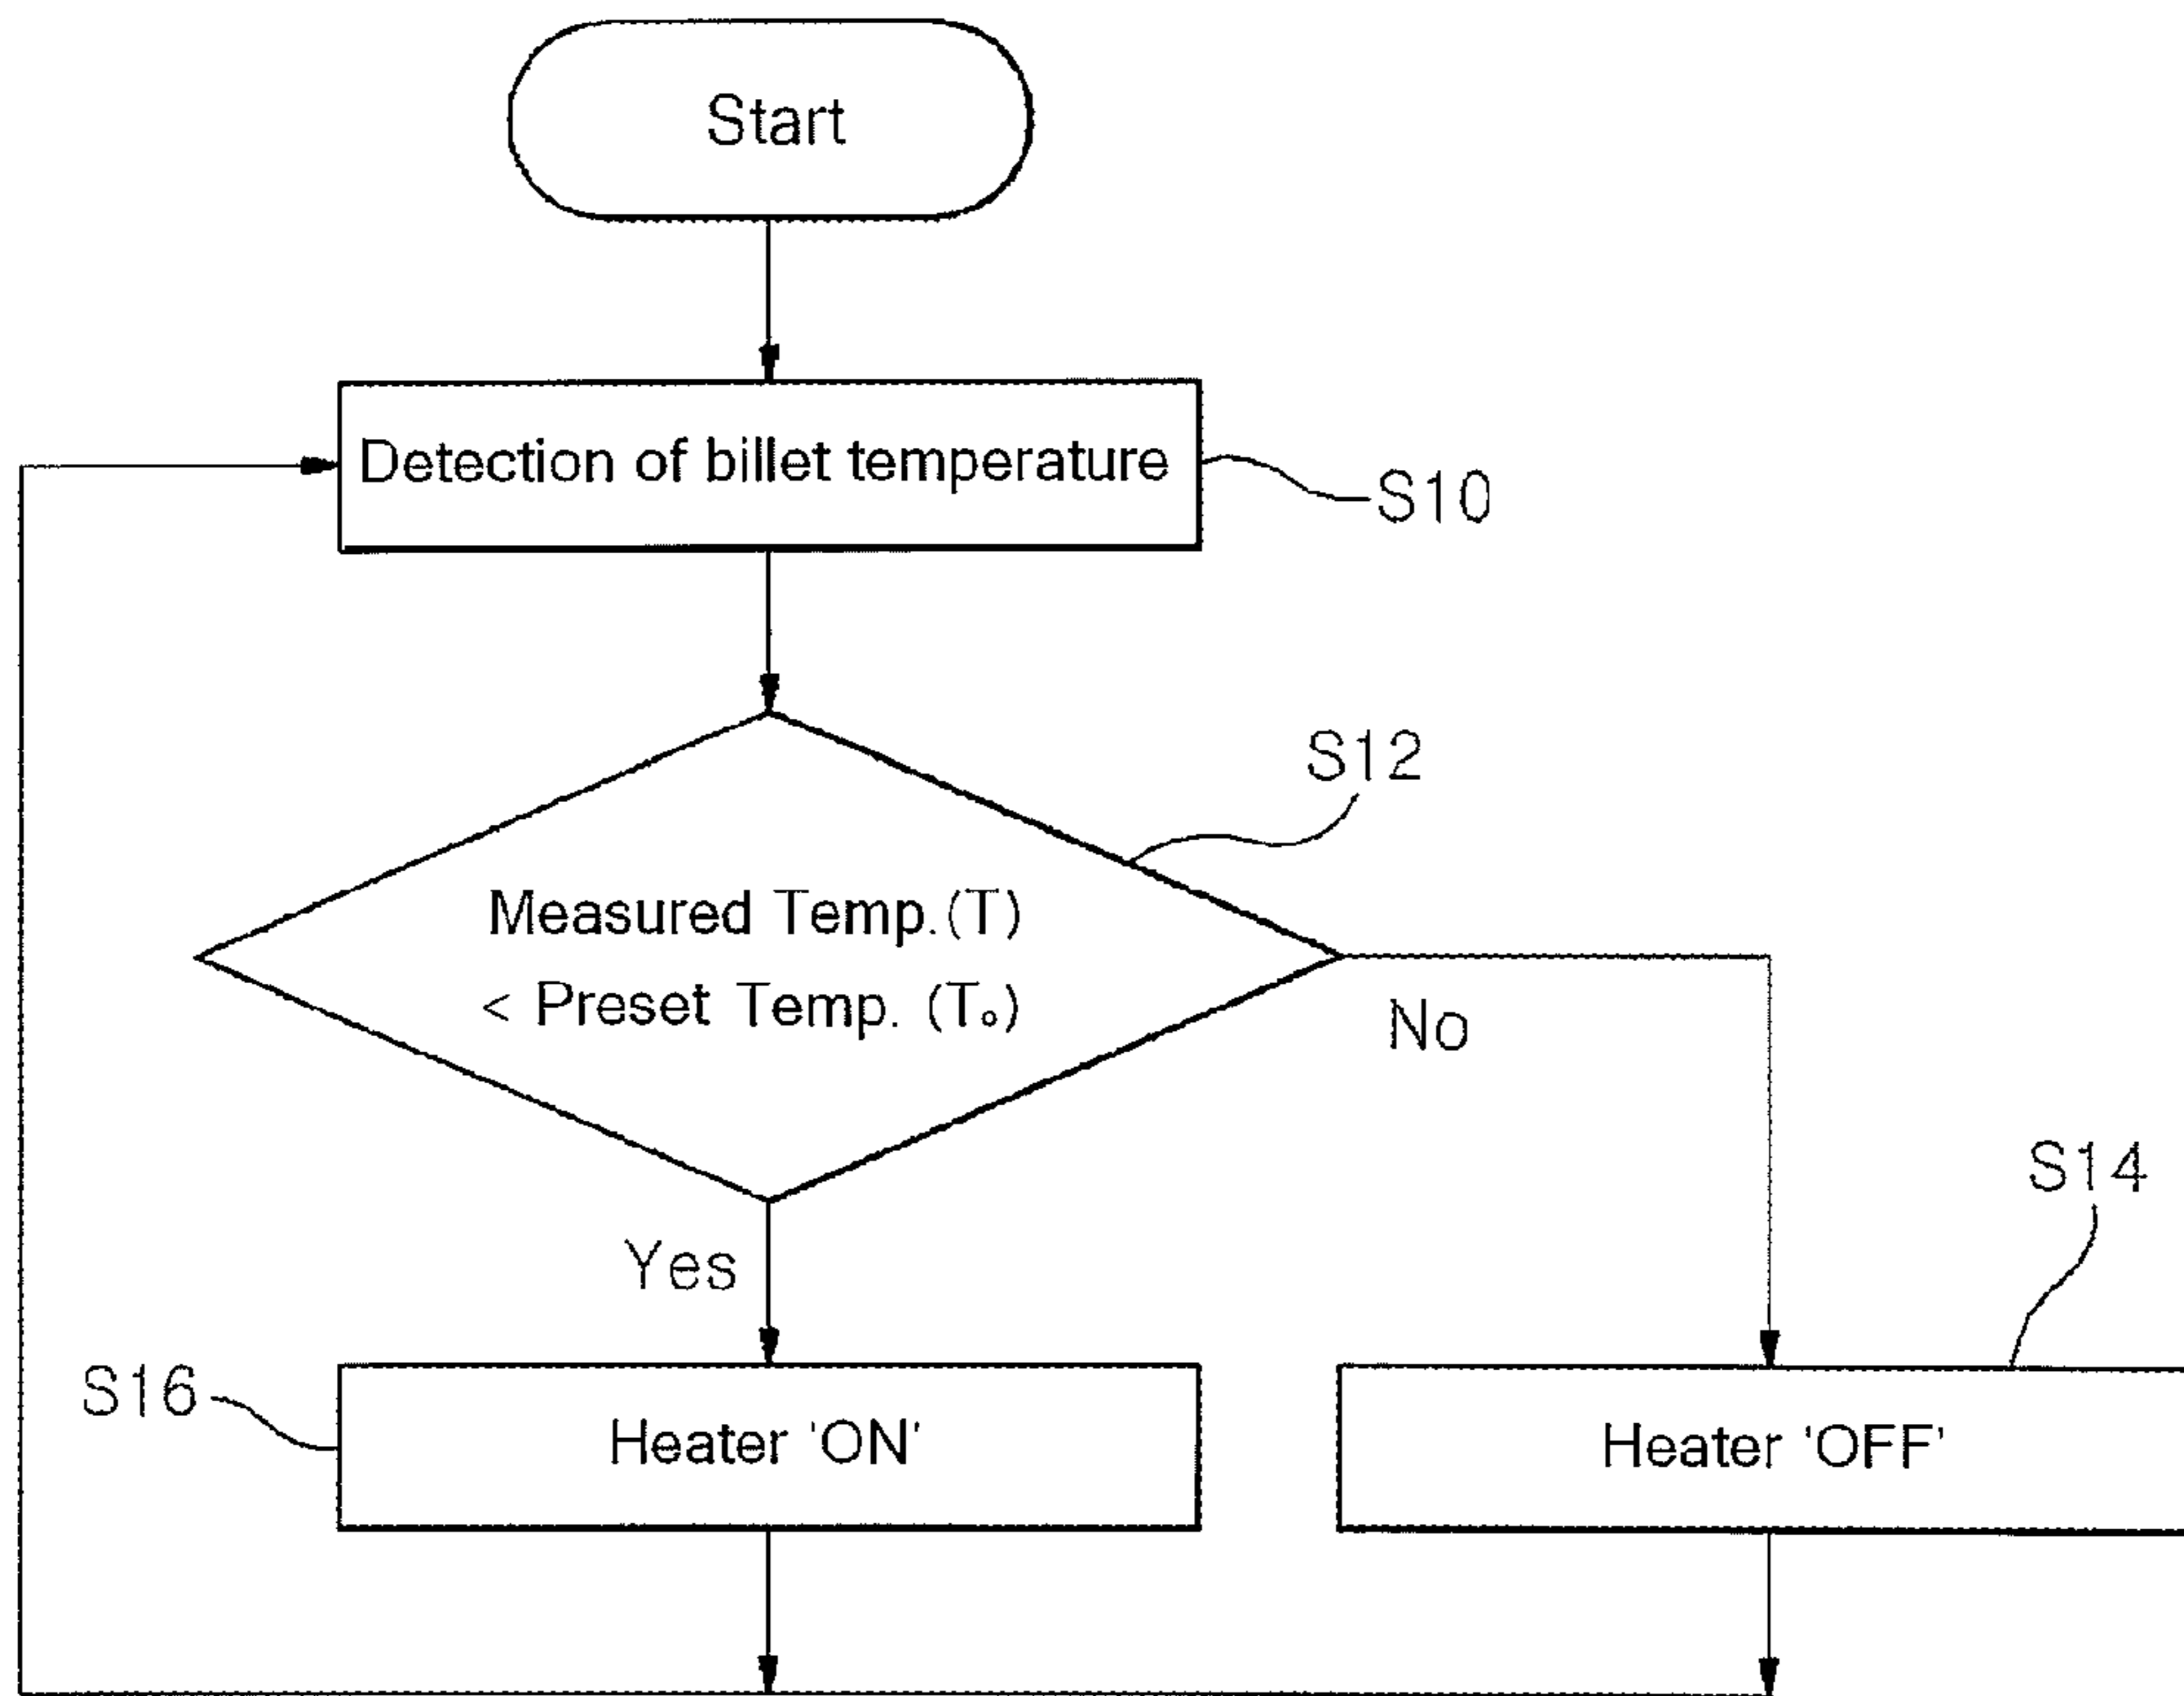 Start
Detection of billet temperature
S10
S12
Measured Temp.(T)
< Preset Temp. (T₀)
No
Yes
S14
S16
Heater 'ON'
Heater 'OFF'